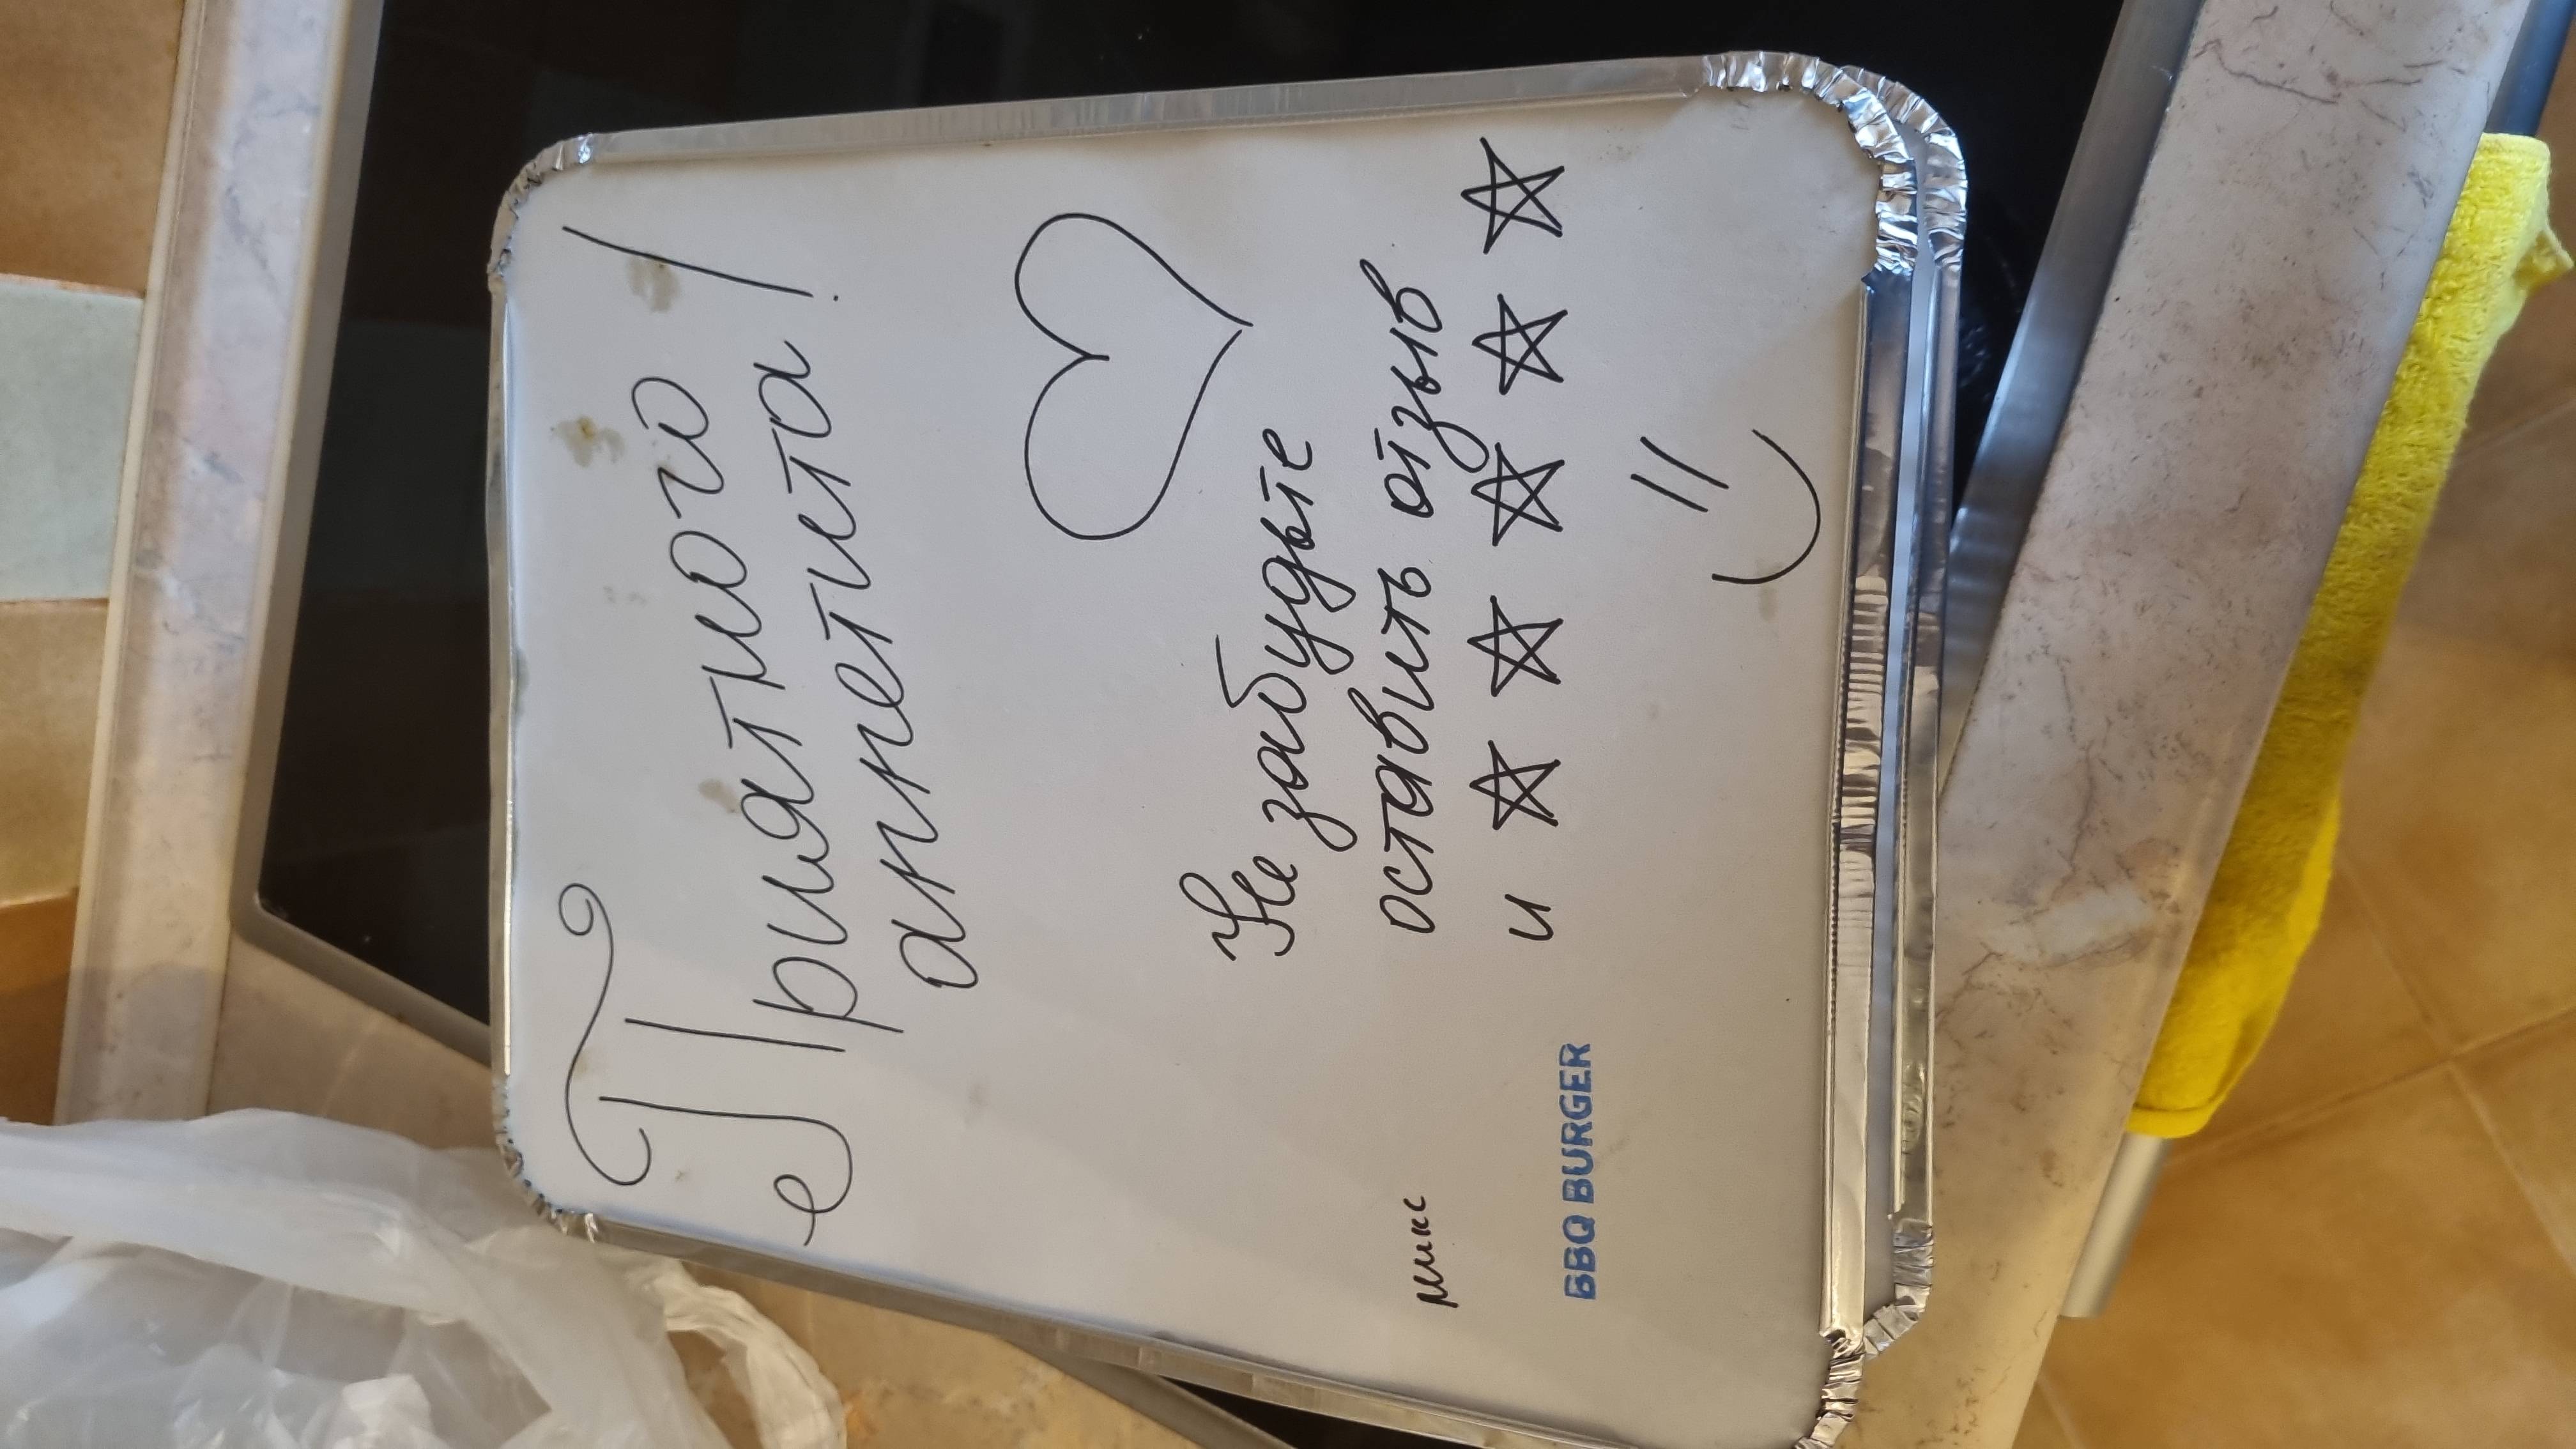 Приятного
аппетита!
Не забудьте
оставить отзыв
и ☆ ☆ ☆ ☆ ☆
микс
BBQ BURGER